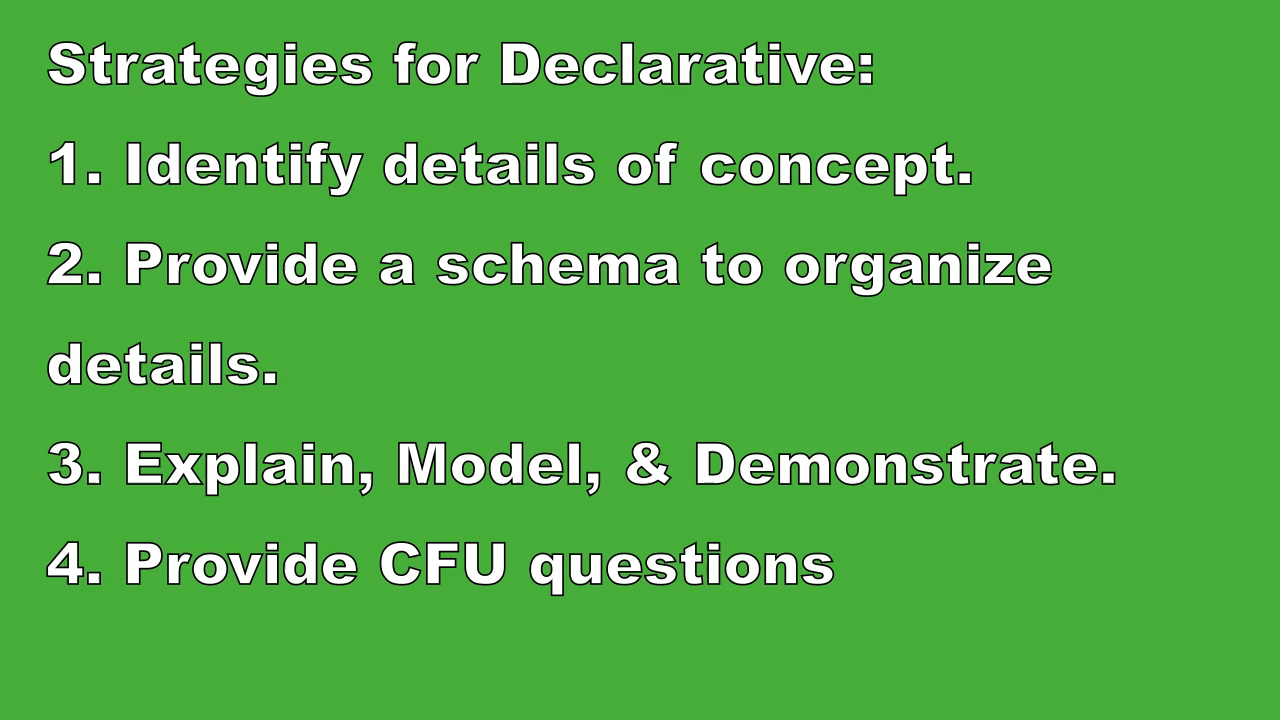 Strategies for Declarative:
1. Identify details of concept.
2. Provide a schema to organize
details.
3. Explain, Model, & Demonstrate.
4. Provide CFU questions